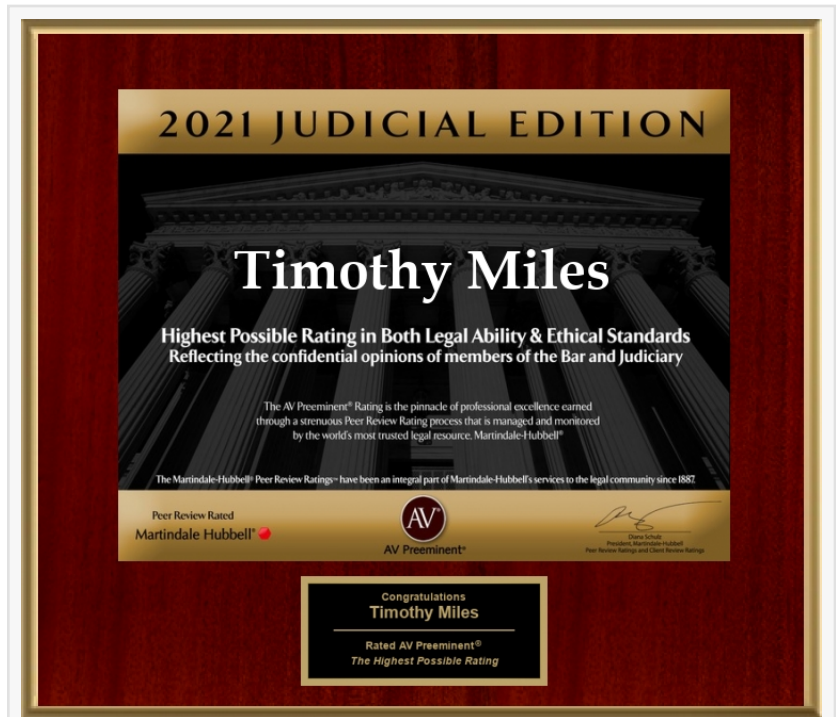 2021 JUDICIAL EDITION
Timothy Miles
Highest Possible Rating in Both Legal Ability & Ethical Standards
Reflecting the confidential opinions of members of the Bar and Judiciary
The AV Preeminent® Rating is the pinnacle of professional excellence earned
through a strenuous Peer Review Rating process that is managed and monitored
by the world's most trusted legal resource, Martindale-Hubbell®
The Martindale-Hubbell® Peer Review Ratings℠ have been an integral part of Martindale-Hubbell's services to the legal community since 1887.
Peer Review Rated
Martindale Hubbell®
AV®
AV Preeminent®
Diana Schulz
President, Martindale-Hubbell
Peer Review Ratings and Client Review Ratings
Congratulations
Timothy Miles
Rated AV Preeminent®
The Highest Possible Rating